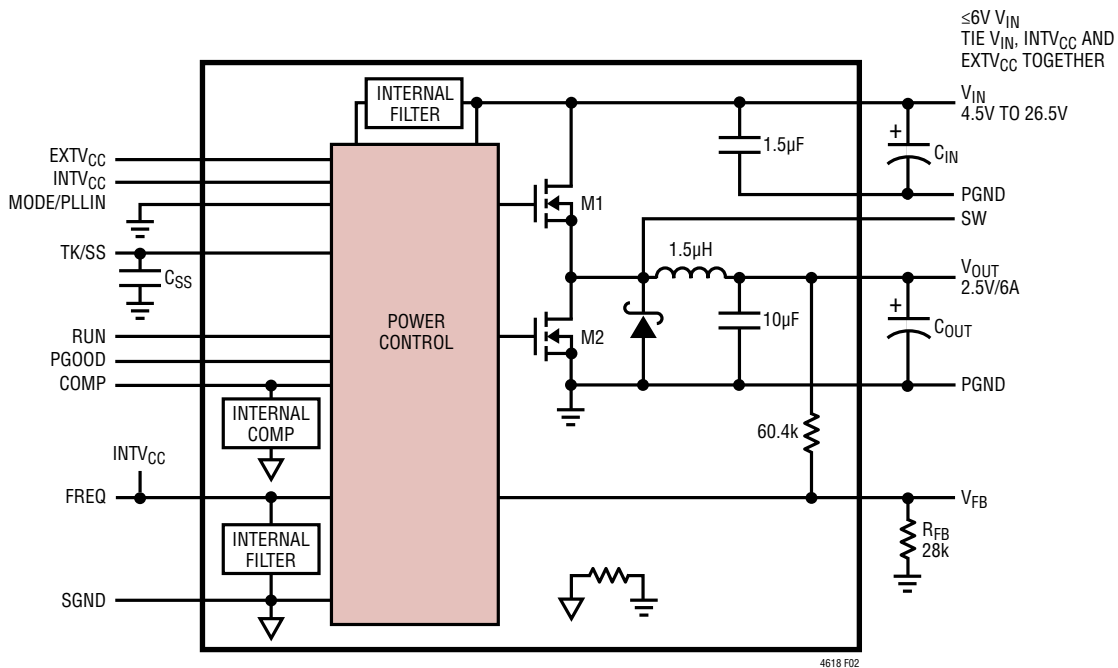 ≤6V VIN
TIE VIN, INTVCC AND
EXTVCC TOGETHER
INTERNAL
FILTER
VIN
4.5V TO 26.5V
+
CIN
1.5µF
EXTVCC
INTVCC
MODE/PLLIN
M1
PGND
SW
TK/SS
CSS
1.5µH
VOUT
2.5V/6A
+
COUT
10µF
POWER
CONTROL
M2
RUN
PGOOD
COMP
PGND
INTERNAL
COMP
60.4k
INTVCC
FREQ
VFB
INTERNAL
FILTER
RFB
28k
SGND
4618 F02